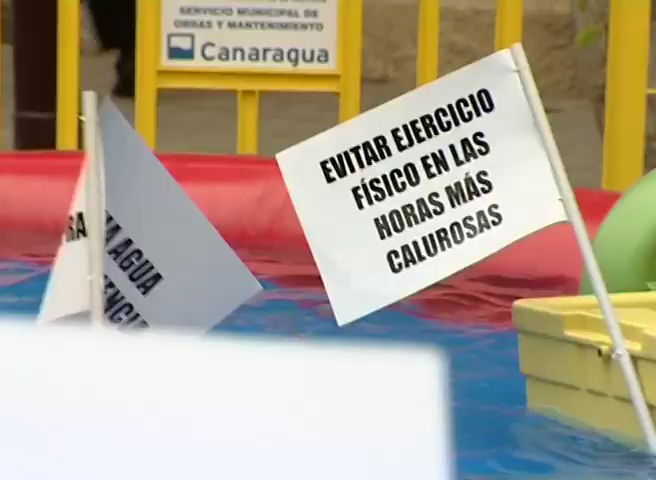 SERVICIO MUNICIPAL DE
OBRAS Y MANTENIMIENTO
Canaragua
EVITAR EJERCICIO
FÍSICO EN LAS
HORAS MÁS
CALUROSAS
AGUA